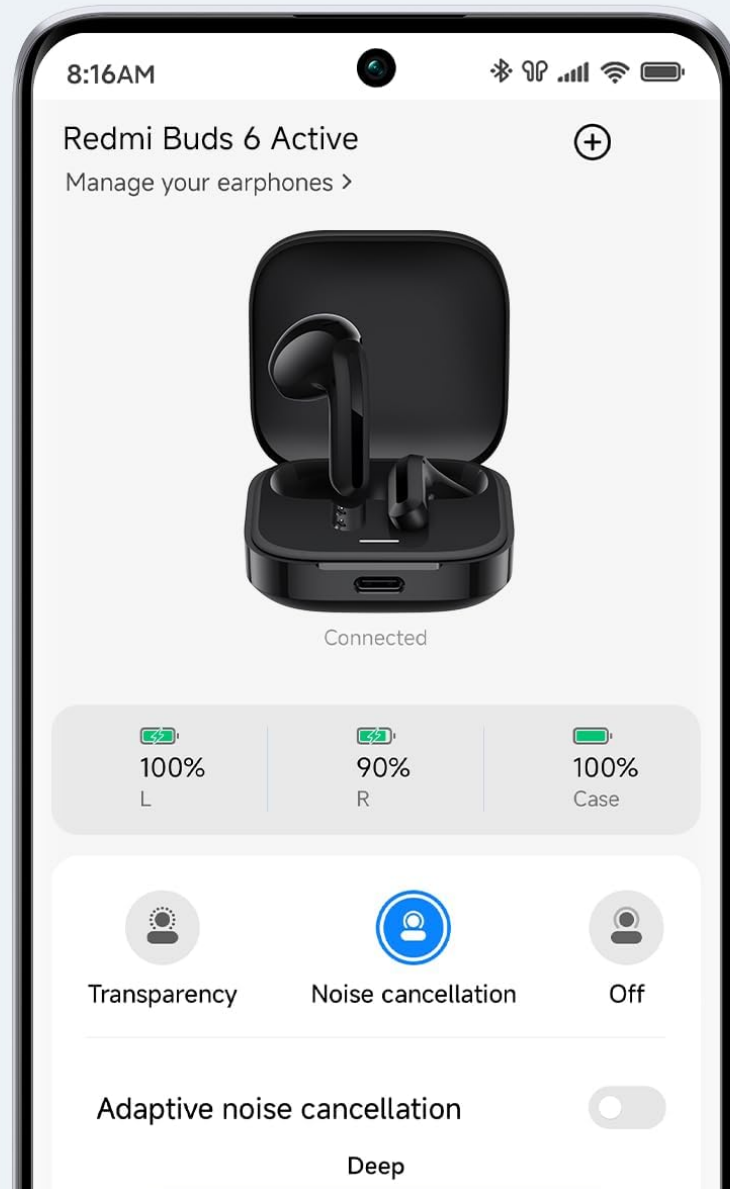 8:16AM
Redmi Buds 6 Active
Manage your earphones >
Connected
100% 90% 100%
L R Case
Transparency Noise cancellation Off
Adaptive noise cancellation
Deep